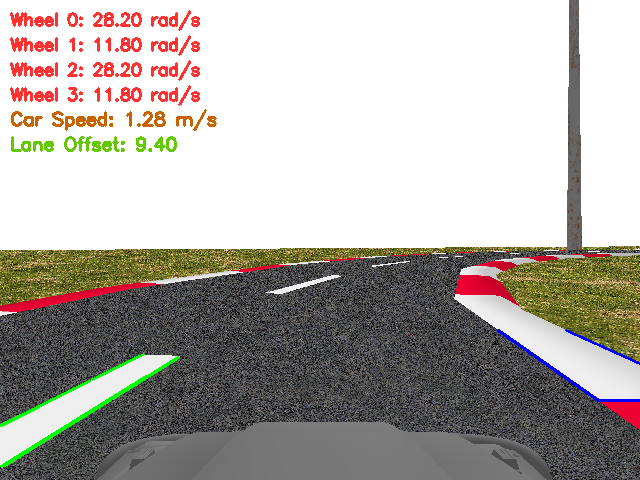 Wheel 0: 28.20 rad/s
Wheel 1: 11.80 rad/s
Wheel 2: 28.20 rad/s
Wheel 3: 11.80 rad/s
Car Speed: 1.28 m/s
Lane Offset: 9.40